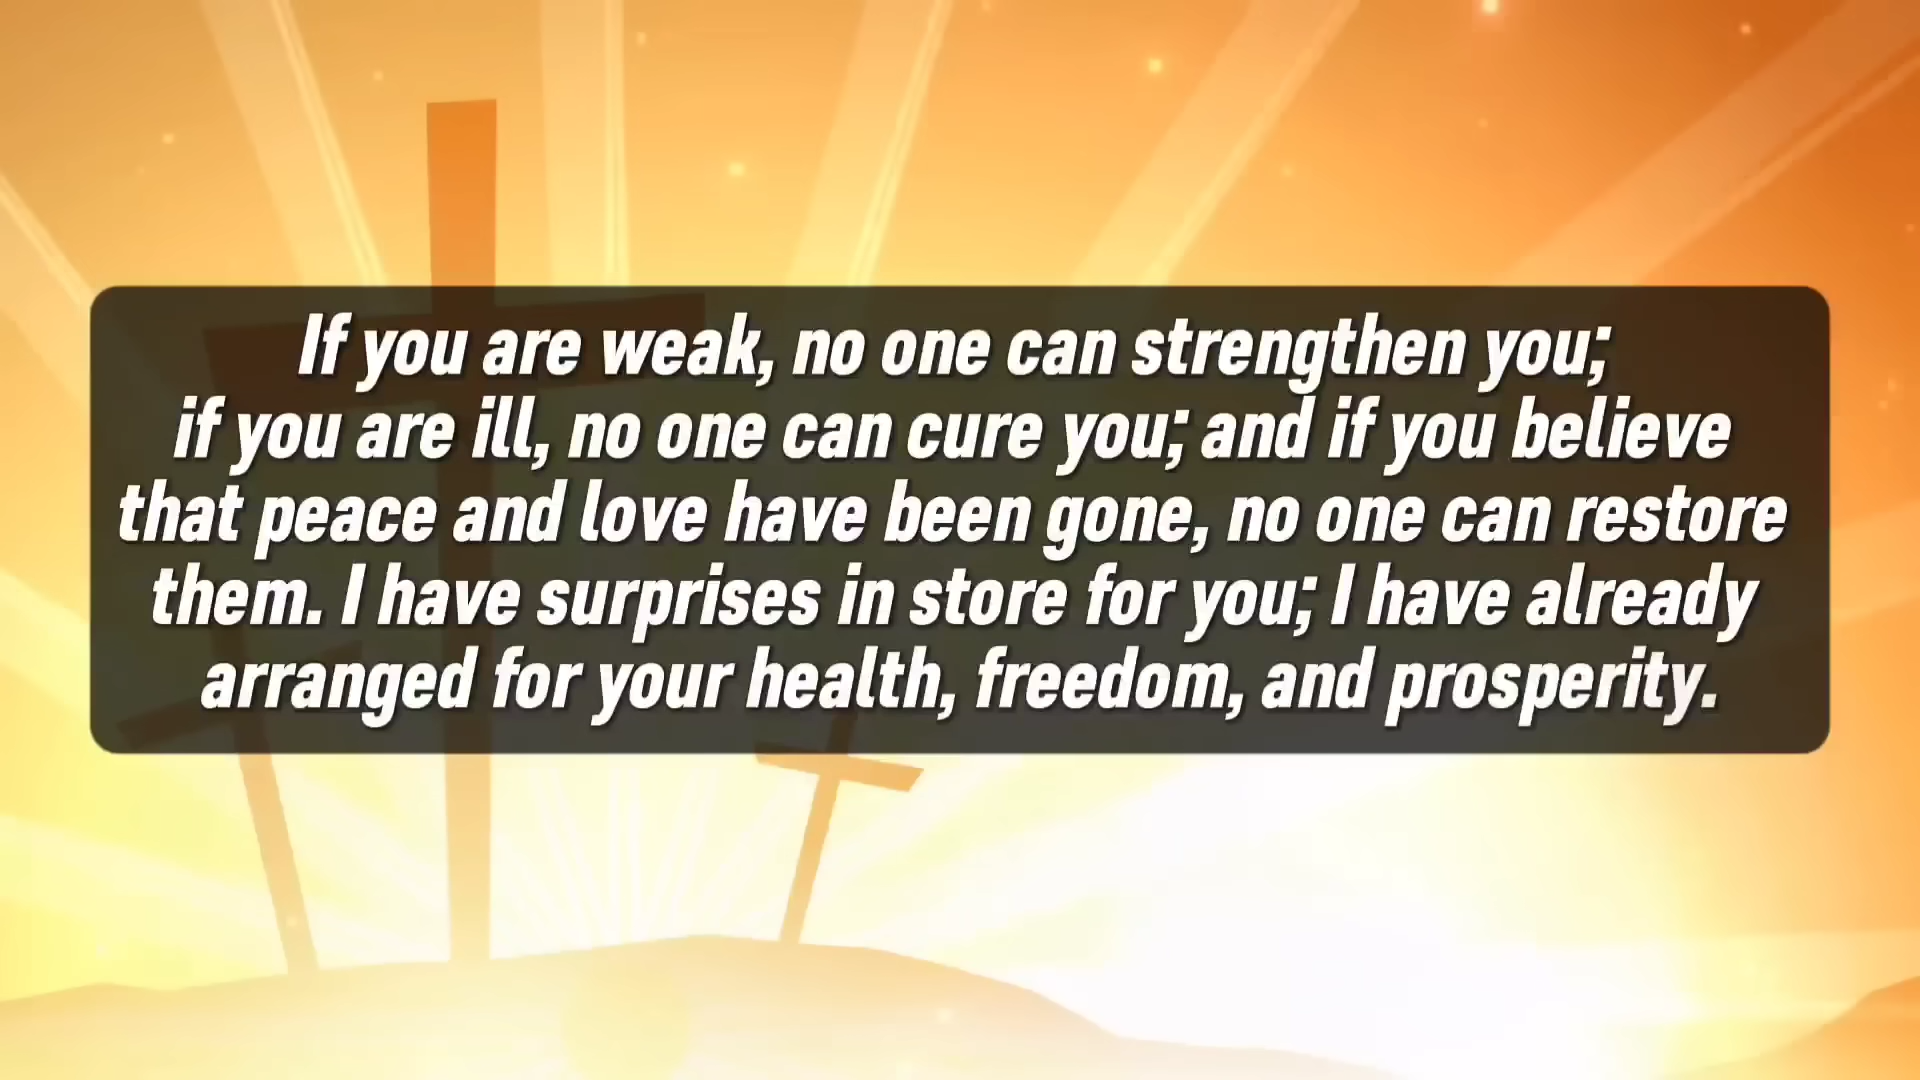 If you are weak, no one can strengthen you;
if you are ill, no one can cure you; and if you believe
that peace and love have been gone, no one can restore
them. I have surprises in store for you; I have already
arranged for your health, freedom, and prosperity.